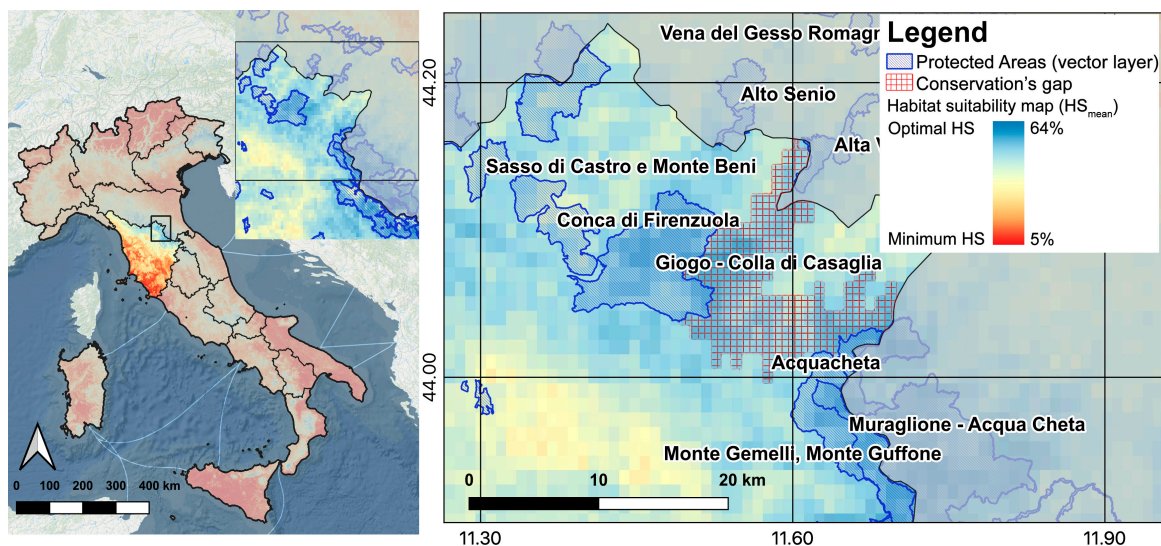 0 100 200 300 400 km
44.20
44.00
Vena del Gesso Romagr
Alto Senio
Alta V
Sasso di Castro e Monte Beni
Conca di Firenzuola
Giogo - Colla di Casaglia
Acquacheta
Muraglione - Acqua Cheta
Monte Gemelli, Monte Guffone
0 10 20 km
11.30 11.60 11.90
Legend
Protected Areas (vector layer)
Conservation's gap
Habitat suitability map (HSmean)
Optimal HS 64%
Minimum HS 5%